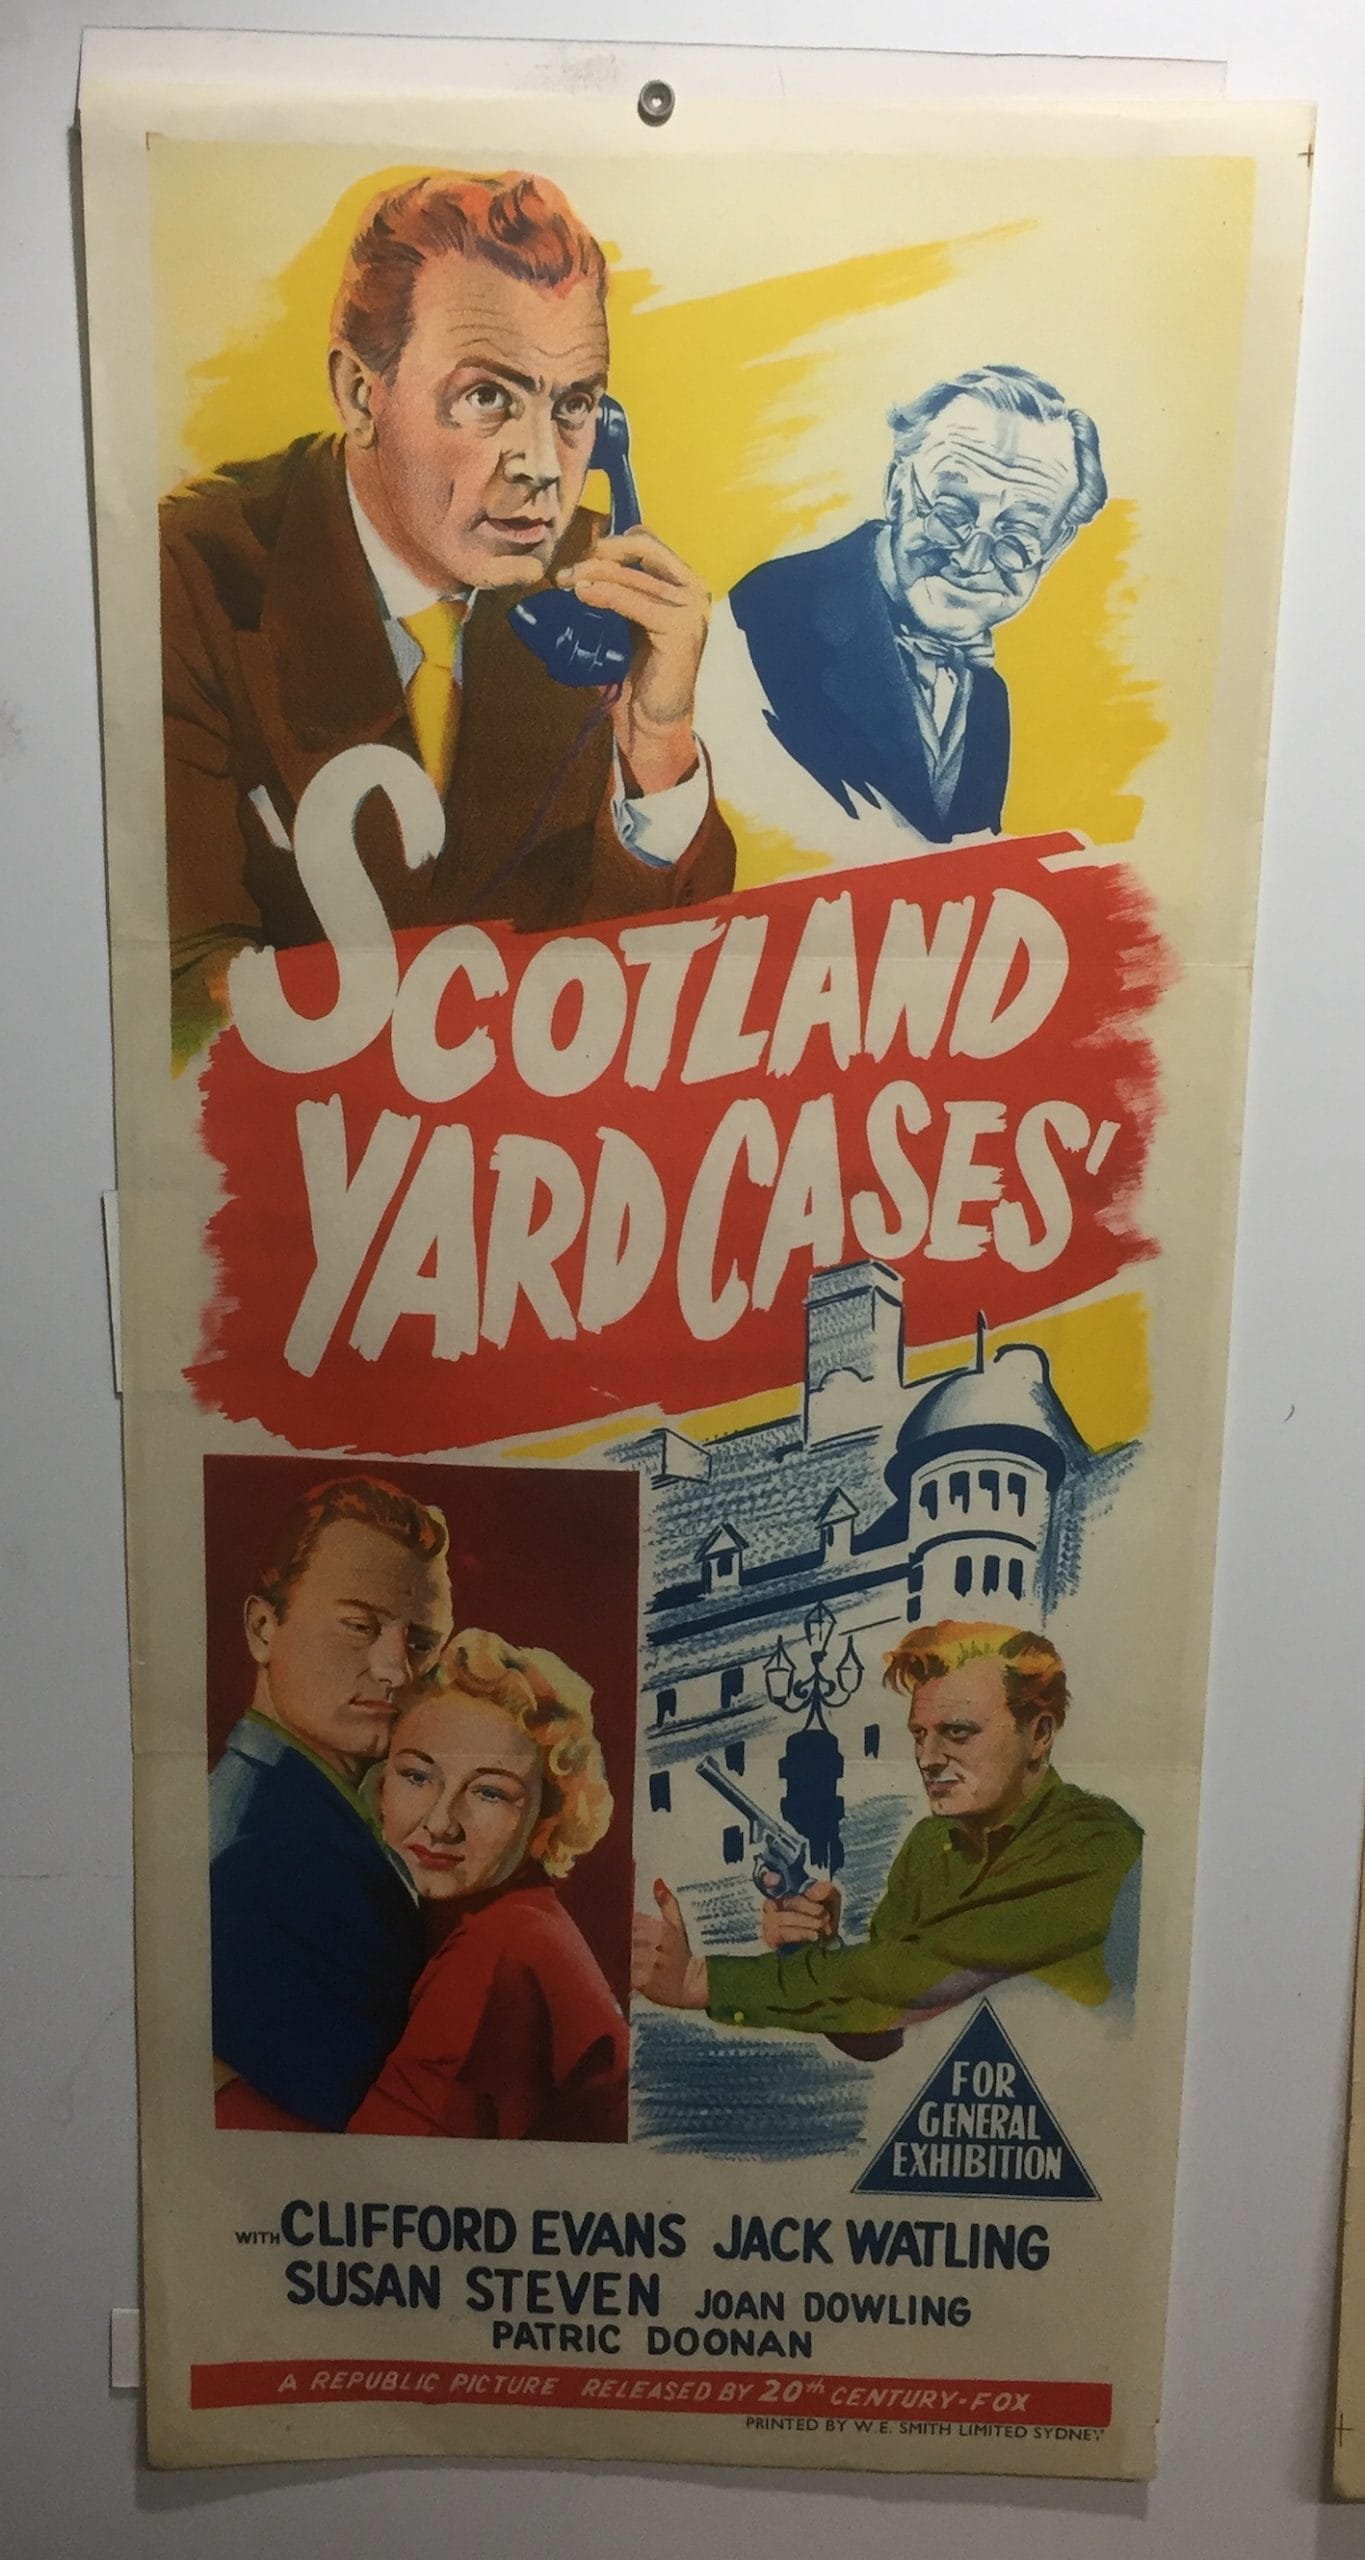 'SCOTLAND
YARD CASES'
FOR
GENERAL
EXHIBITION
WITH CLIFFORD EVANS JACK WATLING
SUSAN STEVEN JOAN DOWLING
PATRIC DOONAN
A REPUBLIC PICTURE RELEASED BY 20th CENTURY-FOX
PRINTED BY W.E. SMITH LIMITED SYDNEY